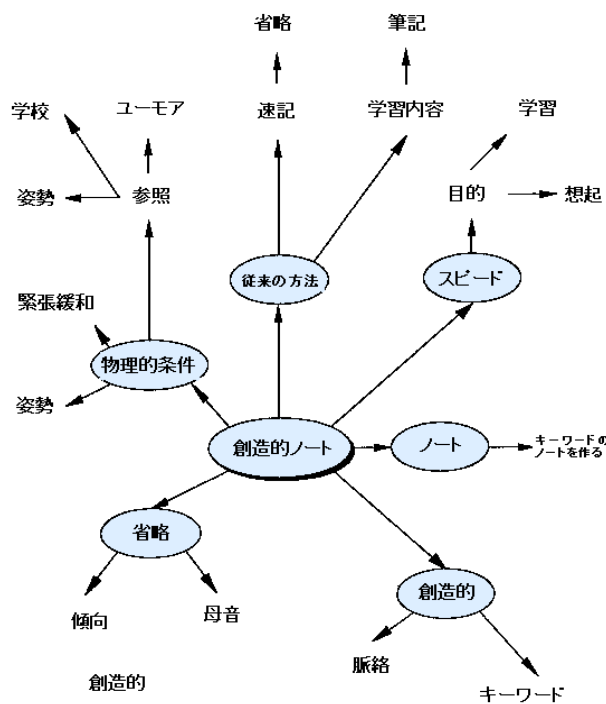 省略
筆記
学校
ユーモア
速記
学習内容
学習
姿勢
参照
目的
想起
従来の方法
スピード
緊張緩和
物理的条件
姿勢
創造的ノート
ノート
キーワードの
ノートを作る
省略
創造的
傾向
母音
脈絡
創造的
キーワード